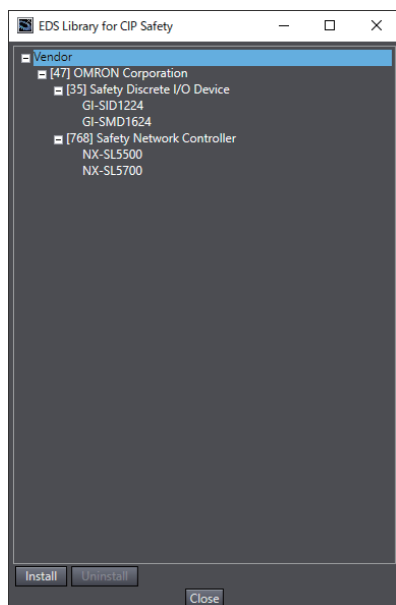 EDS Library for CIP Safety
Vendor
[47] OMRON Corporation
[35] Safety Discrete I/O Device
GI-SID1224
GI-SMD1624
[768] Safety Network Controller
NX-SL5500
NX-SL5700
Install Uninstall
Close